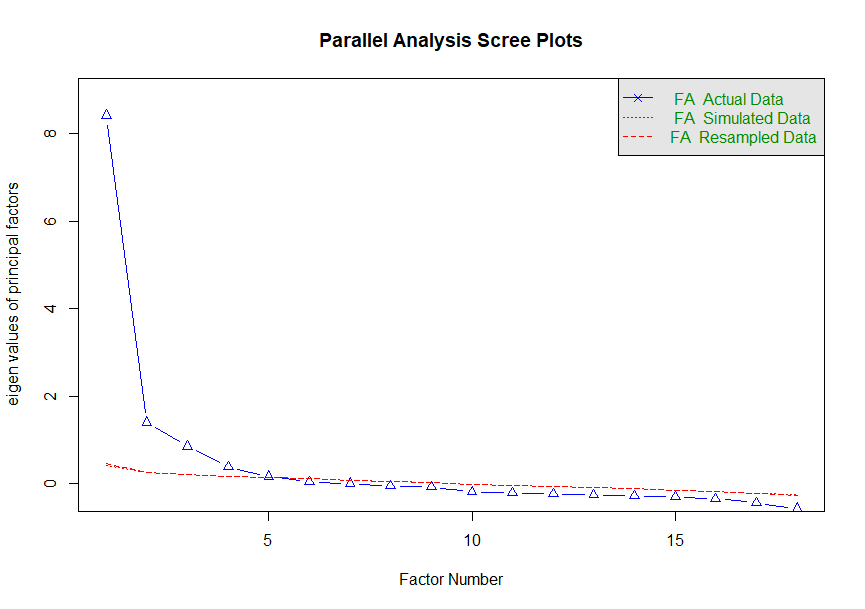 Parallel Analysis Scree Plots
FA Actual Data
FA Simulated Data
FA Resampled Data
eigen values of principal factors
8
6
4
2
0
5 10 15
Factor Number